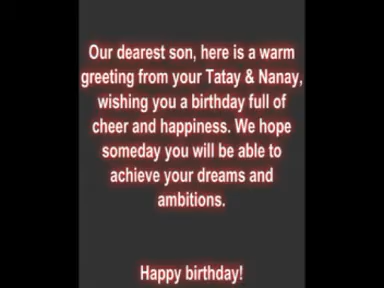 Our dearest son, here is a warm
greeting from your Tatay & Nanay,
wishing you a birthday full of
cheer and happiness. We hope
someday you will be able to
achieve your dreams and
ambitions.
Happy birthday!